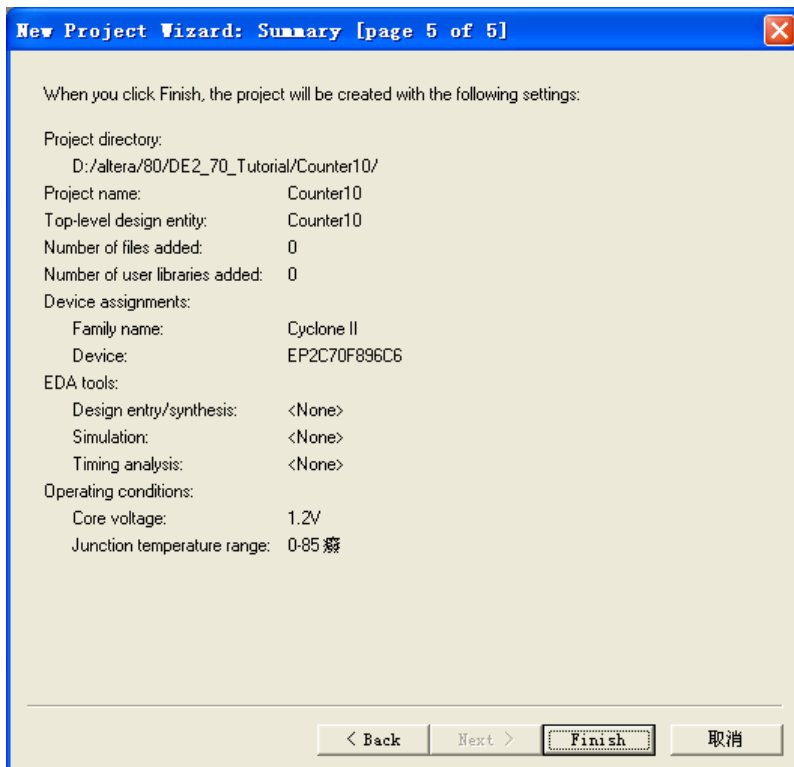 New Project Wizard: Summary [page 5 of 5]
When you click Finish, the project will be created with the following settings:
Project directory:
D:/altera/80/DE2_70_Tutorial/Counter10/
Project name: Counter10
Top-level design entity: Counter10
Number of files added: 0
Number of user libraries added: 0
Device assignments:
Family name: Cyclone II
Device: EP2C70F896C6
EDA tools:
Design entry/synthesis: <None>
Simulation: <None>
Timing analysis: <None>
Operating conditions:
Core voltage: 1.2V
Junction temperature range: 0-85 癈
< Back Next > Finish 取消